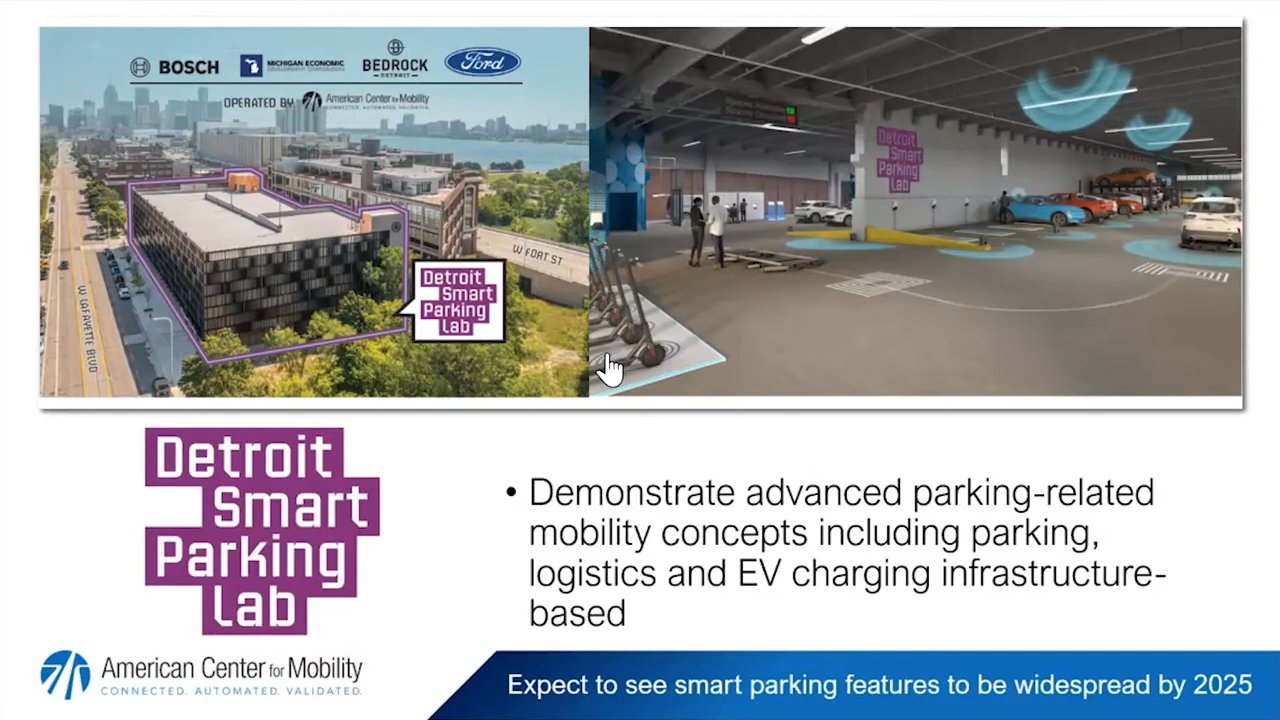 BOSCH
MICHIGAN ECONOMIC
DEVELOPMENT CORPORATION
BEDROCK
DETROIT
Ford
OPERATED BY American Center for Mobility
CONNECTED. AUTOMATED. VALIDATED.
W FORT ST
W LAFAYETTE BLVD
Detroit
Smart
Parking
lab
Detroit
Smart
Parking
lab
Detroit
Smart
Parking
lab
• Demonstrate advanced parking-related
mobility concepts including parking,
logistics and EV charging infrastructure-
based
American Center for Mobility
CONNECTED. AUTOMATED. VALIDATED.
Expect to see smart parking features to be widespread by 2025